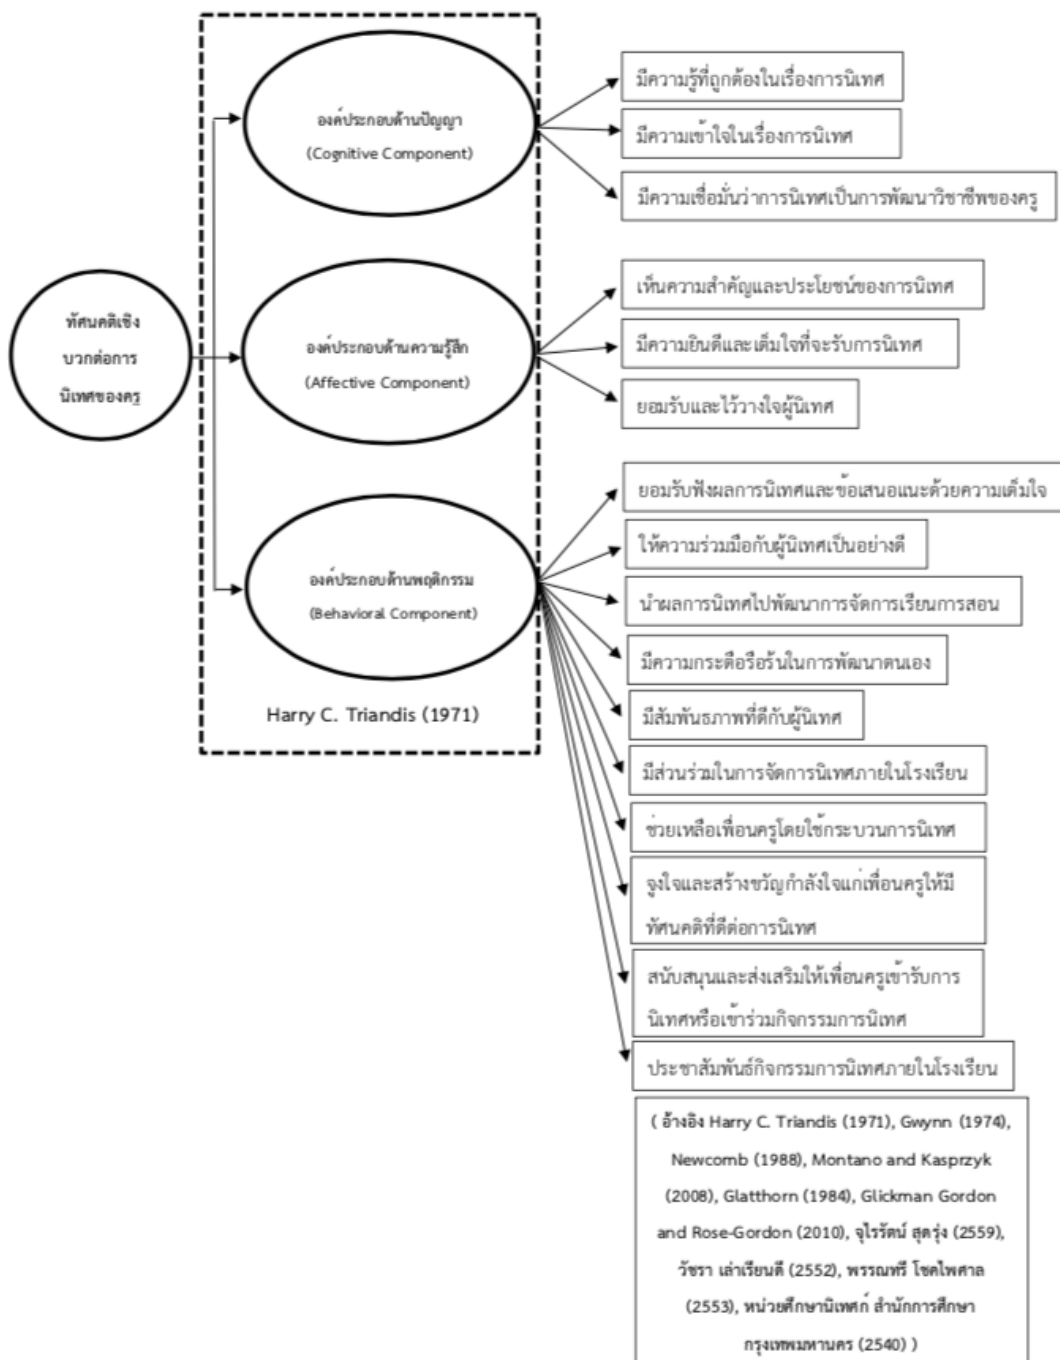 ทัศนคติเชิง
บวกต่อการ
นิเทศของครู
องค์ประกอบด้านปัญญา
(Cognitive Component)
องค์ประกอบด้านความรู้สึก
(Affective Component)
องค์ประกอบด้านพฤติกรรม
(Behavioral Component)
Harry C. Triandis (1971)
มีความรู้ที่ถูกต้องในเรื่องการนิเทศ
มีความเข้าใจในเรื่องการนิเทศ
มีความเชื่อมั่นว่าการนิเทศเป็นการพัฒนาวิชาชีพของครู
เห็นความสำคัญและประโยชน์ของการนิเทศ
มีความยินดีและเต็มใจที่จะรับการนิเทศ
ยอมรับและไว้วางใจผู้นิเทศ
ยอมรับฟังผลการนิเทศและข้อเสนอแนะด้วยความเต็มใจ
ให้ความร่วมมือกับผู้นิเทศเป็นอย่างดี
นำผลการนิเทศไปพัฒนาการจัดการเรียนการสอน
มีความกระตือรือร้นในการพัฒนาตนเอง
มีสัมพันธภาพที่ดีกับผู้นิเทศ
มีส่วนร่วมในการจัดการนิเทศภายในโรงเรียน
ช่วยเหลือเพื่อนครูโดยใช้กระบวนการนิเทศ
จูงใจและสร้างขวัญกำลังใจแก่เพื่อนครูให้มี
ทัศนคติที่ดีต่อการนิเทศ
สนับสนุนและส่งเสริมให้เพื่อนครูเข้ารับการ
นิเทศหรือเข้าร่วมกิจกรรมการนิเทศ
ประชาสัมพันธ์กิจกรรมการนิเทศภายในโรงเรียน
( อ้างอิง Harry C. Triandis (1971), Gwynn (1974),
Newcomb (1988), Montano and Kasprzyk
(2008), Glatthorn (1984), Glickman Gordon
and Rose-Gordon (2010), จุไรรัตน์ สุดรุ่ง (2559),
วัชรา เล่าเรียนดี (2552), พรรณทรี โชคไพศาล
(2553), หน่วยศึกษานิเทศก์ สำนักการศึกษา
กรุงเทพมหานคร (2540) )